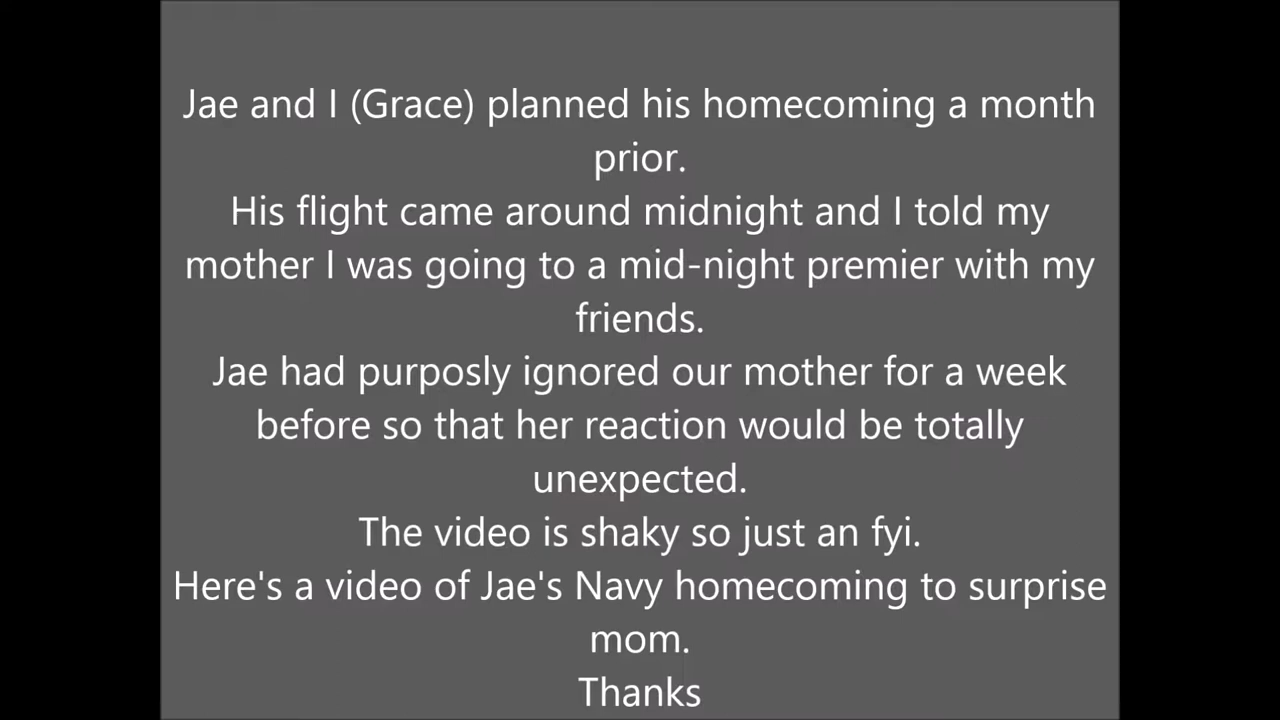 Jae and I (Grace) planned his homecoming a month
prior.
His flight came around midnight and I told my
mother I was going to a mid-night premier with my
friends.
Jae had purposly ignored our mother for a week
before so that her reaction would be totally
unexpected.
The video is shaky so just an fyi.
Here's a video of Jae's Navy homecoming to surprise
mom.
Thanks